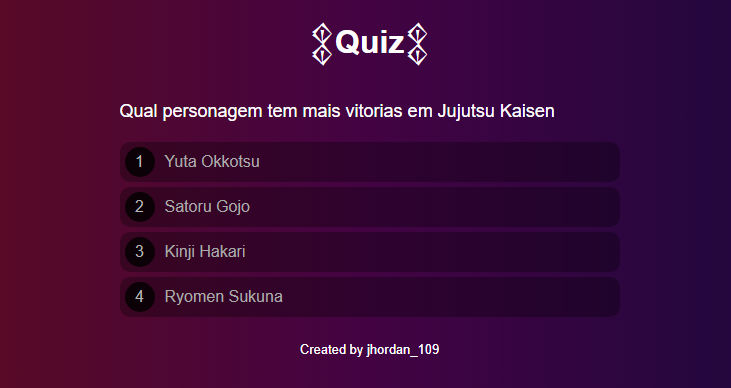 Quiz
Qual personagem tem mais vitorias em Jujutsu Kaisen
1 Yuta Okkotsu
2 Satoru Gojo
3 Kinji Hakari
4 Ryomen Sukuna
Created by jhordan_109